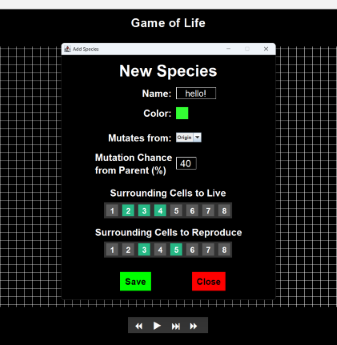 Game of Life
Add Species
New Species
Name: hello!
Color:
Mutates from: Origin
Mutation Chance
from Parent (%) 40
Surrounding Cells to Live
1 2 3 4 5 6 7 8
Surrounding Cells to Reproduce
1 2 3 4 5 6 7 8
Save Close